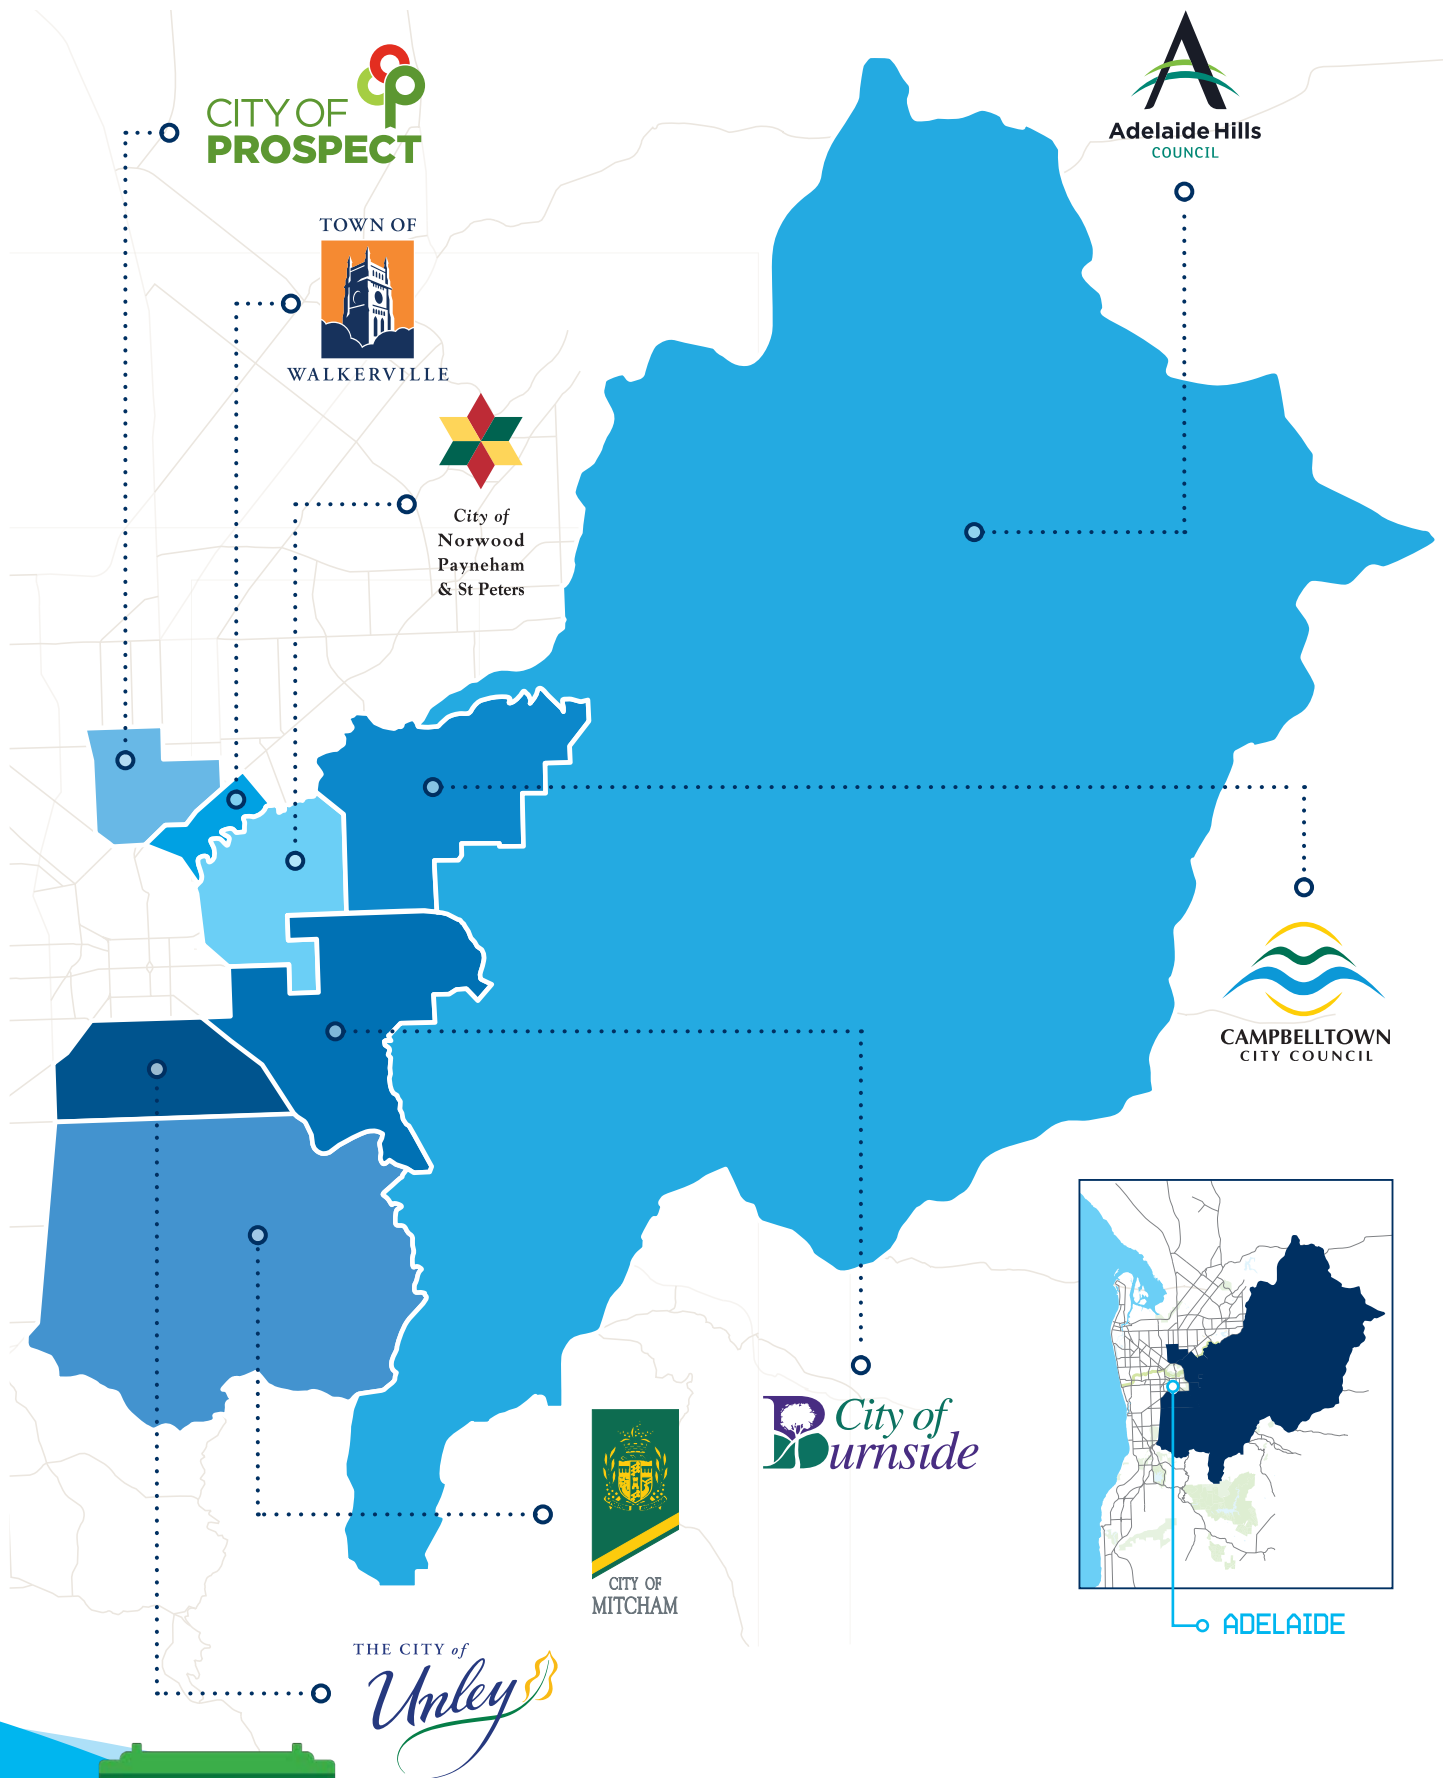 CITY OF
PROSPECT
Adelaide Hills
COUNCIL
TOWN OF
WALKERVILLE
City of
Norwood
Payneham
& St Peters
CAMPBELLTOWN
CITY COUNCIL
City of
Burnside
CITY OF
MITCHAM
ADELAIDE
THE CITY of
Unley